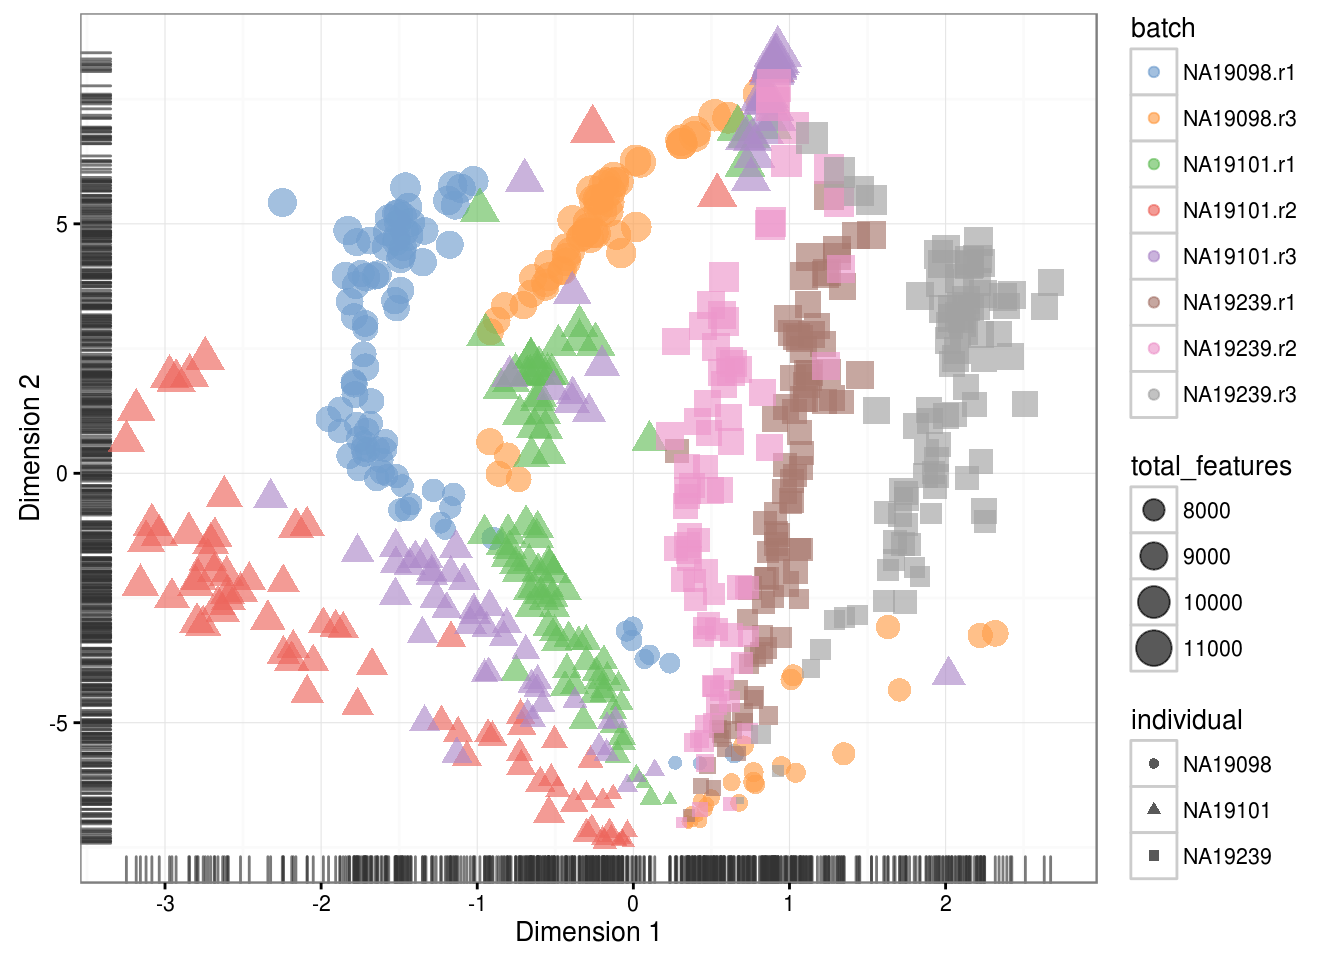 batch
NA19098.r1
NA19098.r3
NA19101.r1
NA19101.r2
NA19101.r3
NA19239.r1
NA19239.r2
NA19239.r3
total_features
8000
9000
10000
11000
individual
NA19098
NA19101
NA19239
Dimension 2
5
0
-5
-3
-2
-1
0
1
2
Dimension 1